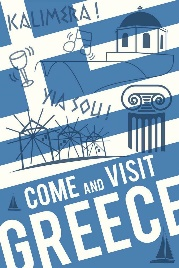 KALIMERA!
YIA SOU!
COME AND VISIT
GREECE